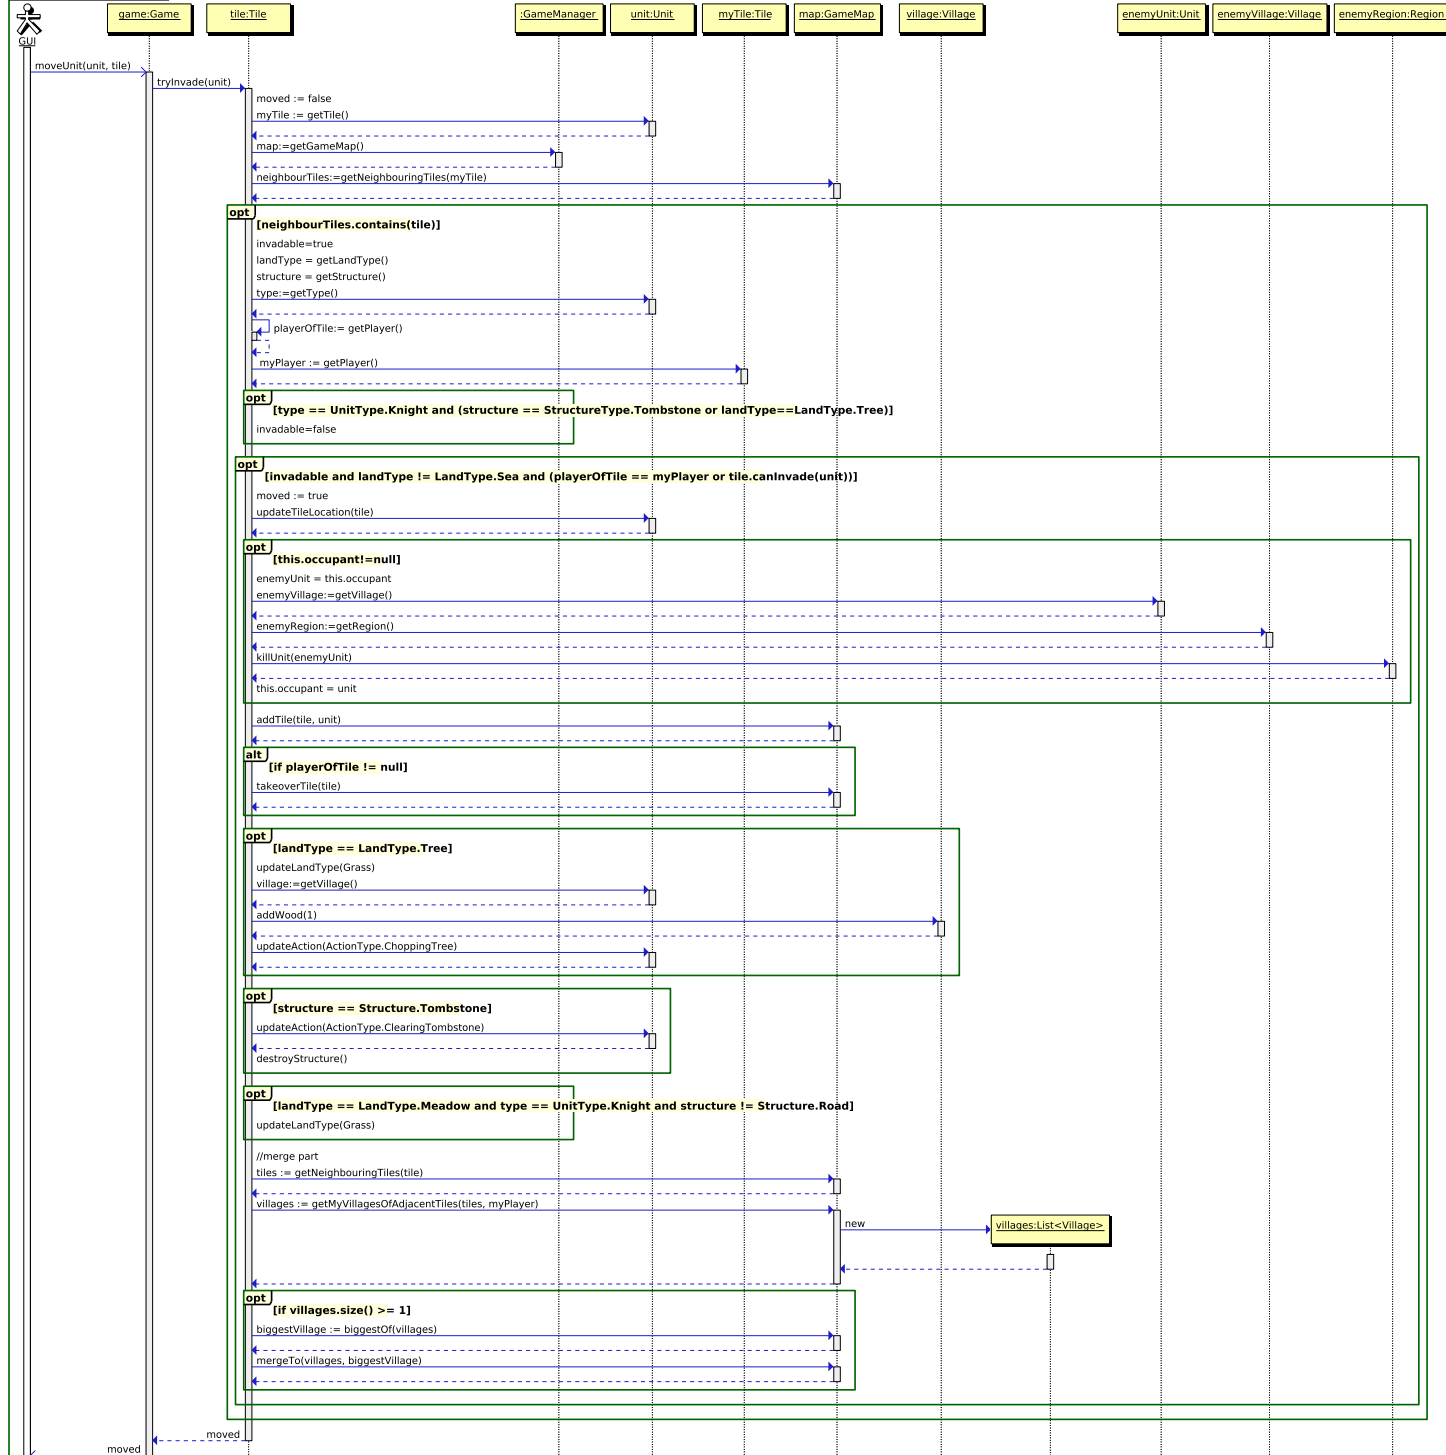 game:Game
tile:Tile
:GameManager
unit:Unit
myTile:Tile
map:GameMap
village:Village
enemyUnit:Unit
enemyVillage:Village
enemyRegion:Region
GUI
moveUnit(unit, tile)
tryInvade(unit)
moved := false
myTile := getTile()
map:=getGameMap()
neighbourTiles:=getNeighbouringTiles(myTile)
opt
[neighbourTiles.contains(tile)]
invadable=true
landType = getLandType()
structure = getStructure()
type:=getType()
playerOfTile:= getPlayer()
myPlayer := getPlayer()
opt
[type == UnitType.Knight and (structure == StructureType.Tombstone or landType==LandType.Tree)]
invadable=false
opt
[invadable and landType != LandType.Sea and (playerOfTile == myPlayer or tile.canInvade(unit))]
moved := true
updateTileLocation(tile)
opt
[this.occupant!=null]
enemyUnit = this.occupant
enemyVillage:=getVillage()
enemyRegion:=getRegion()
killUnit(enemyUnit)
this.occupant = unit
addTile(tile, unit)
alt
[if playerOfTile != null]
takeoverTile(tile)
opt
[landType == LandType.Tree]
updateLandType(Grass)
village:=getVillage()
addWood(1)
updateAction(ActionType.ChoppingTree)
opt
[structure == Structure.Tombstone]
updateAction(ActionType.ClearingTombstone)
destroyStructure()
opt
[landType == LandType.Meadow and type == UnitType.Knight and structure != Structure.Road]
updateLandType(Grass)
//merge part
tiles := getNeighbouringTiles(tile)
villages := getMyVillagesOfAdjacentTiles(tiles, myPlayer)
new
villages:List<Village>
opt
[if villages.size() >= 1]
biggestVillage := biggestOf(villages)
mergeTo(villages, biggestVillage)
moved
moved